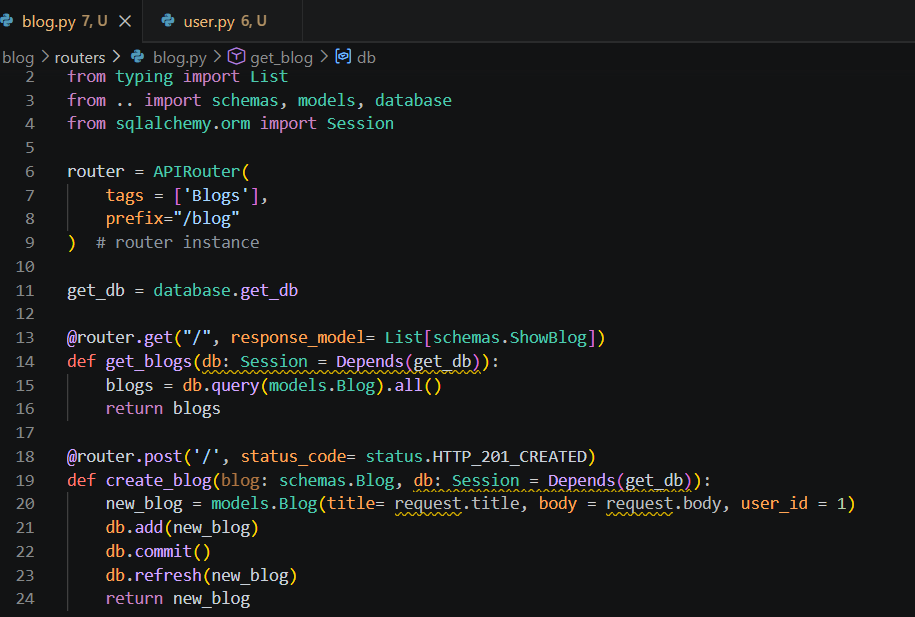 blog.py 7, U
user.py 6, U
blog > routers > blog.py > get_blog > db
2 from typing import List
3 from .. import schemas, models, database
4 from sqlalchemy.orm import Session
5
6 router = APIRouter(
7     tags = ['Blogs'],
8     prefix="/blog"
9 )  # router instance
10
11 get_db = database.get_db
12
13 @router.get("/", response_model= List[schemas.ShowBlog])
14 def get_blogs(db: Session = Depends(get_db)):
15     blogs = db.query(models.Blog).all()
16     return blogs
17
18 @router.post('/', status_code= status.HTTP_201_CREATED)
19 def create_blog(blog: schemas.Blog, db: Session = Depends(get_db)):
20     new_blog = models.Blog(title= request.title, body = request.body, user_id = 1)
21     db.add(new_blog)
22     db.commit()
23     db.refresh(new_blog)
24     return new_blog